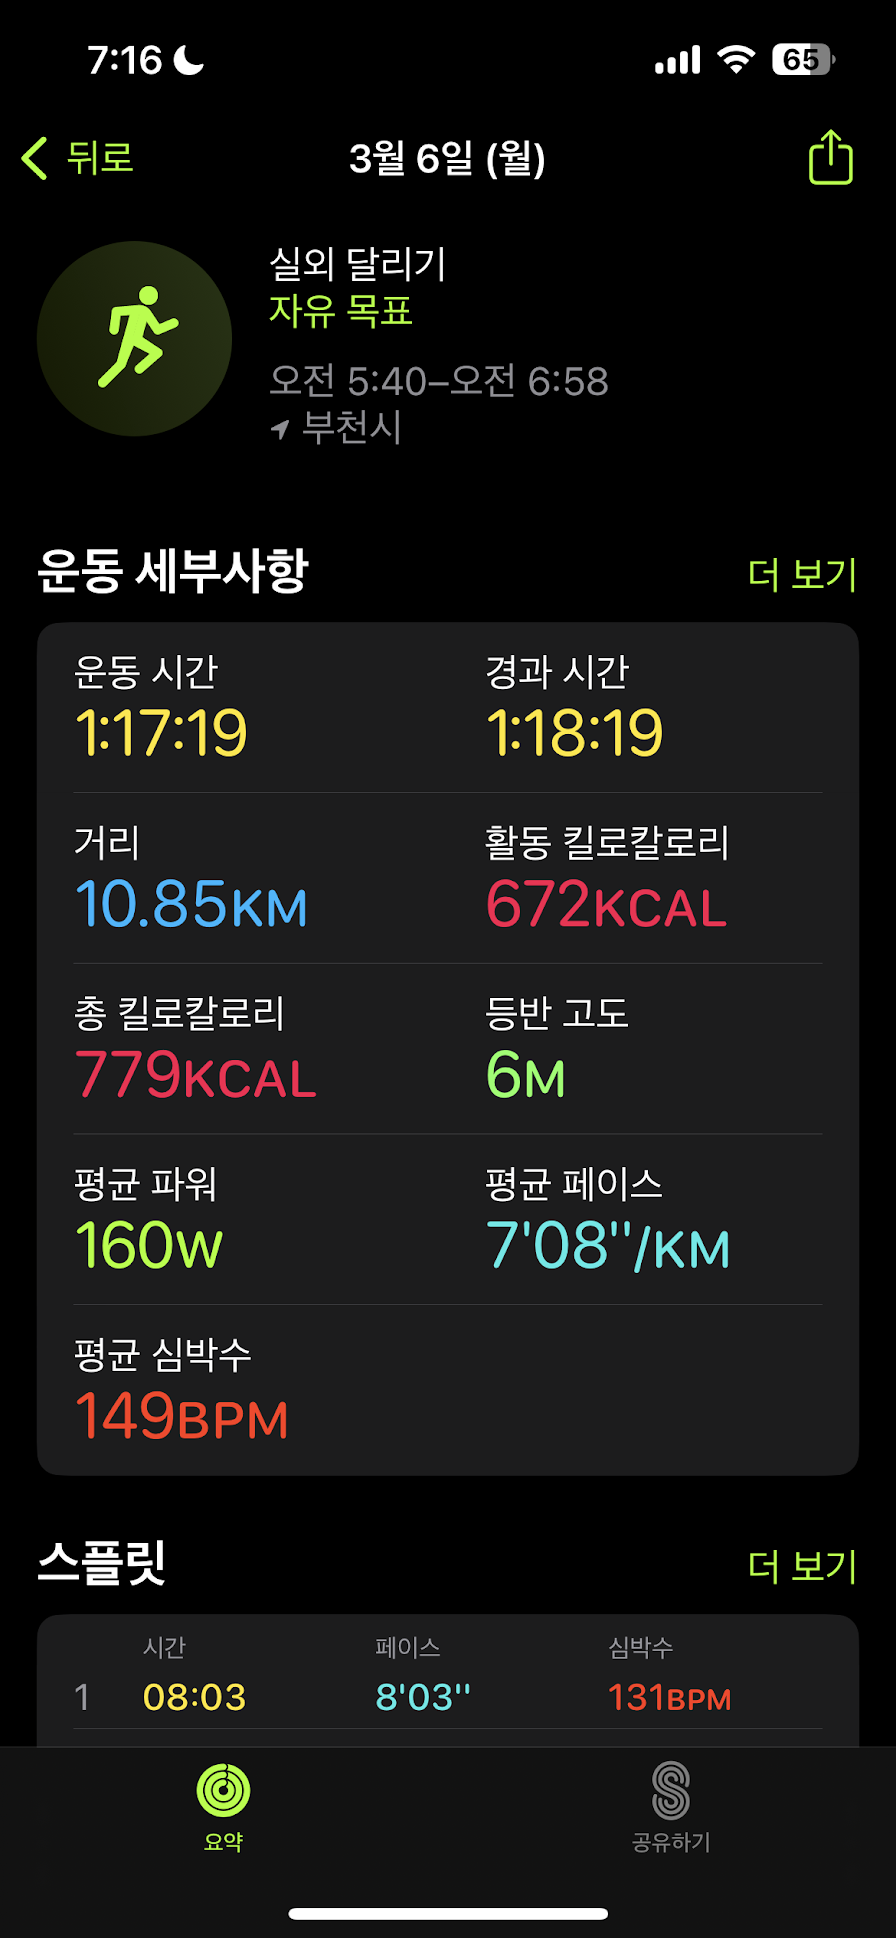 7:16
65
뒤로
3월 6일 (월)
실외 달리기
자유 목표
오전 5:40–오전 6:58
부천시
운동 세부사항
더 보기
운동 시간
경과 시간
1:17:19
1:18:19
거리
활동 킬로칼로리
10.85KM
672KCAL
총 킬로칼로리
등반 고도
779KCAL
6M
평균 파워
평균 페이스
160W
7'08''/KM
평균 심박수
149BPM
스플릿
더 보기
시간 페이스 심박수
1 08:03 8'03'' 131BPM
요약
공유하기